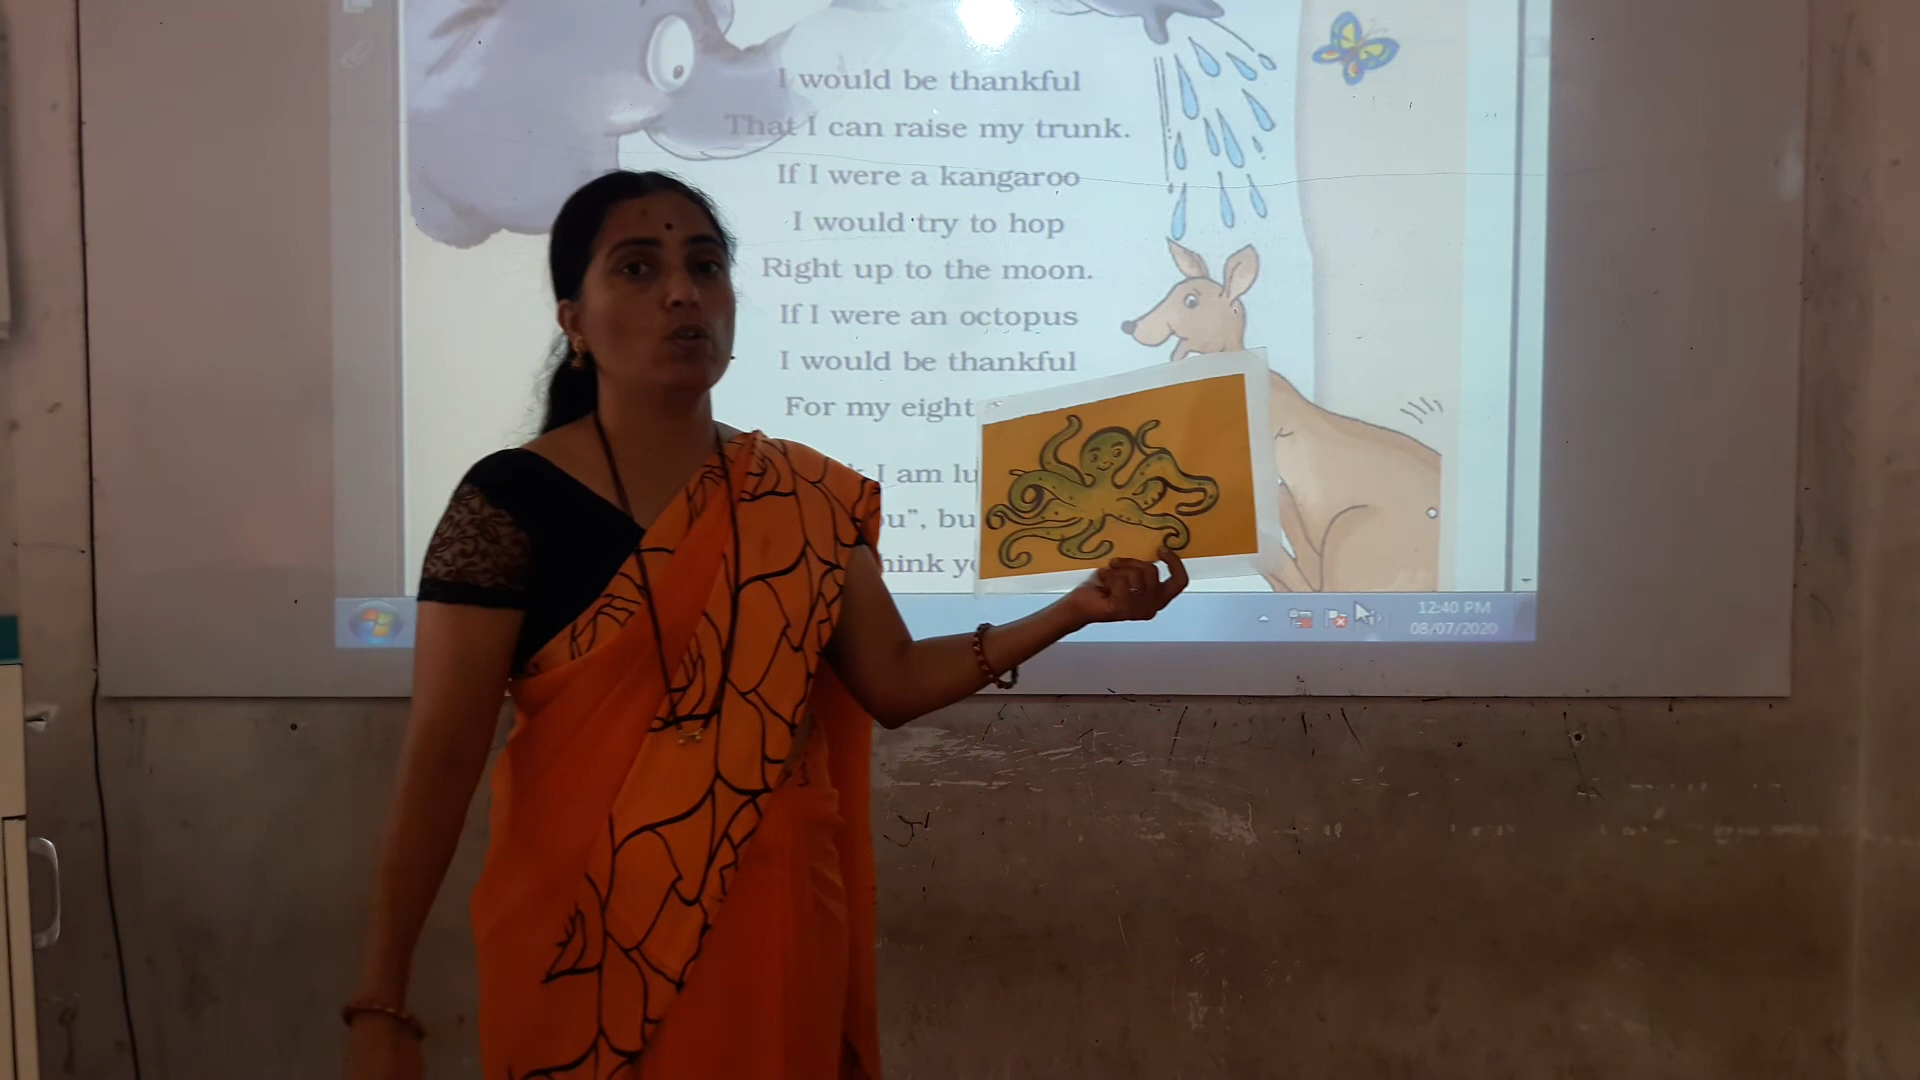 I would be thankful
That I can raise my trunk.
If I were a kangaroo
I would try to hop
Right up to the moon.
If I were an octopus
I would be thankful
For my eight
I am lu
ou", bu
hink yo
12:40 PM
08/07/2020